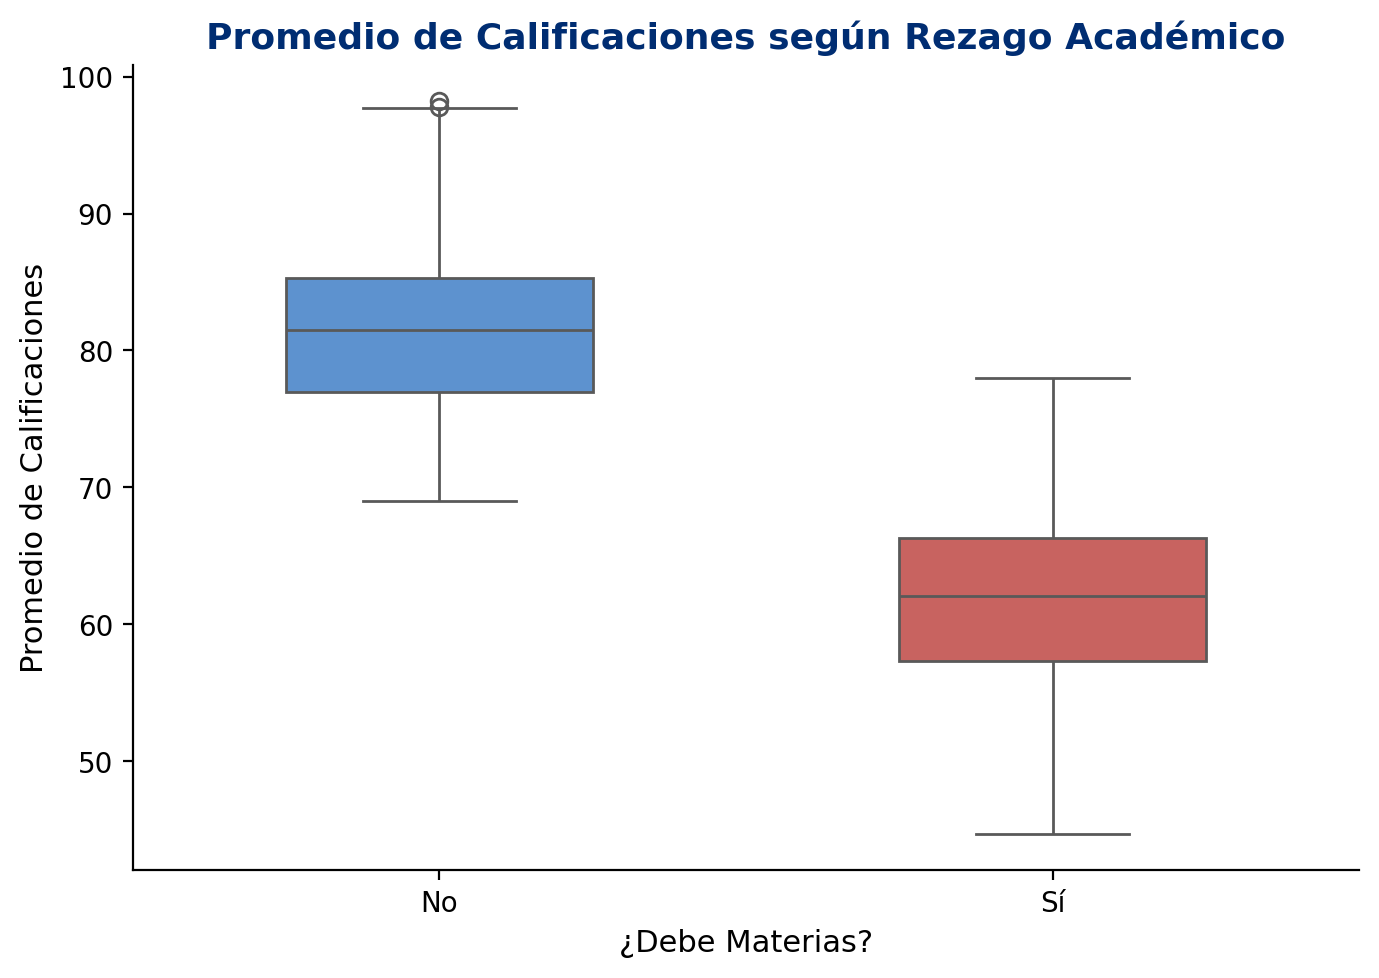 Promedio de Calificaciones según Rezago Académico
Promedio de Calificaciones
100
90
80
70
60
50
No
Sí
¿Debe Materias?